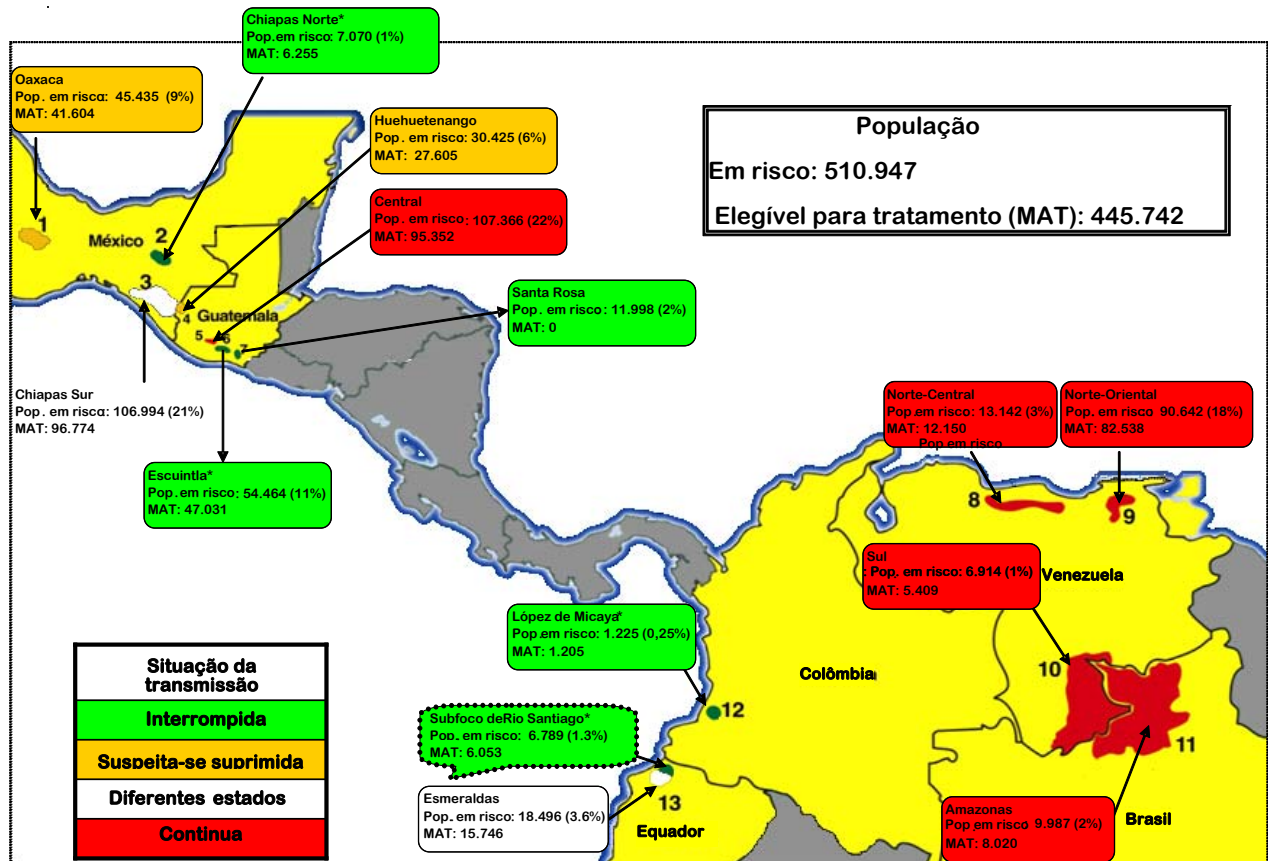 Chiapas Norte*
Pop.em risco: 7.070 (1%)
MAT: 6.255
Oaxaca
Pop. em risca: 45.435 (9%)
MAT: 41.604
Huehuetenango
Pop. em risco: 30.425 (6%)
MAT: 27.605
Central
Pop. em risco: 107.366 (22%)
MAT: 95.352
População
Em risco: 510.947
Elegível para tratamento (MAT): 445.742
1
México
2
3
4
Guatemala
5
6
7
Santa Rosa
Pop. em risco: 11.998 (2%)
MAT: 0
Chiapas Sur
Pop. em risca: 106.994 (21%)
MAT: 96.774
Escuintla*
Pop.em risco: 54.464 (11%)
MAT: 47.031
Norte-Central
Pop.em risco: 13.142 (3%)
MAT: 12.150
Pop em risco
Norte-Oriental
Pop. em risco 90.642 (18%)
MAT: 82.538
8
9
Sul
: Pop. em risco: 6.914 (1%)
MAT: 5.409
Venezuela
López de Micaya*
Pop.em risco: 1.225 (0,25%)
MAT: 1.205
Colômbia
10
11
12
Subfoco deRio Santiago*
Pop. em risco: 6.789 (1.3%)
MAT: 6.053
Esmeraldas
Pop. em risco: 18.496 (3.6%)
MAT: 15.746
13
Equador
Amazonas
Pop em risco 9.987 (2%)
MAT: 8.020
Brasil
Situação da
transmissão
Interrompida
Suspeita-se suprimida
Diferentes estados
Continua